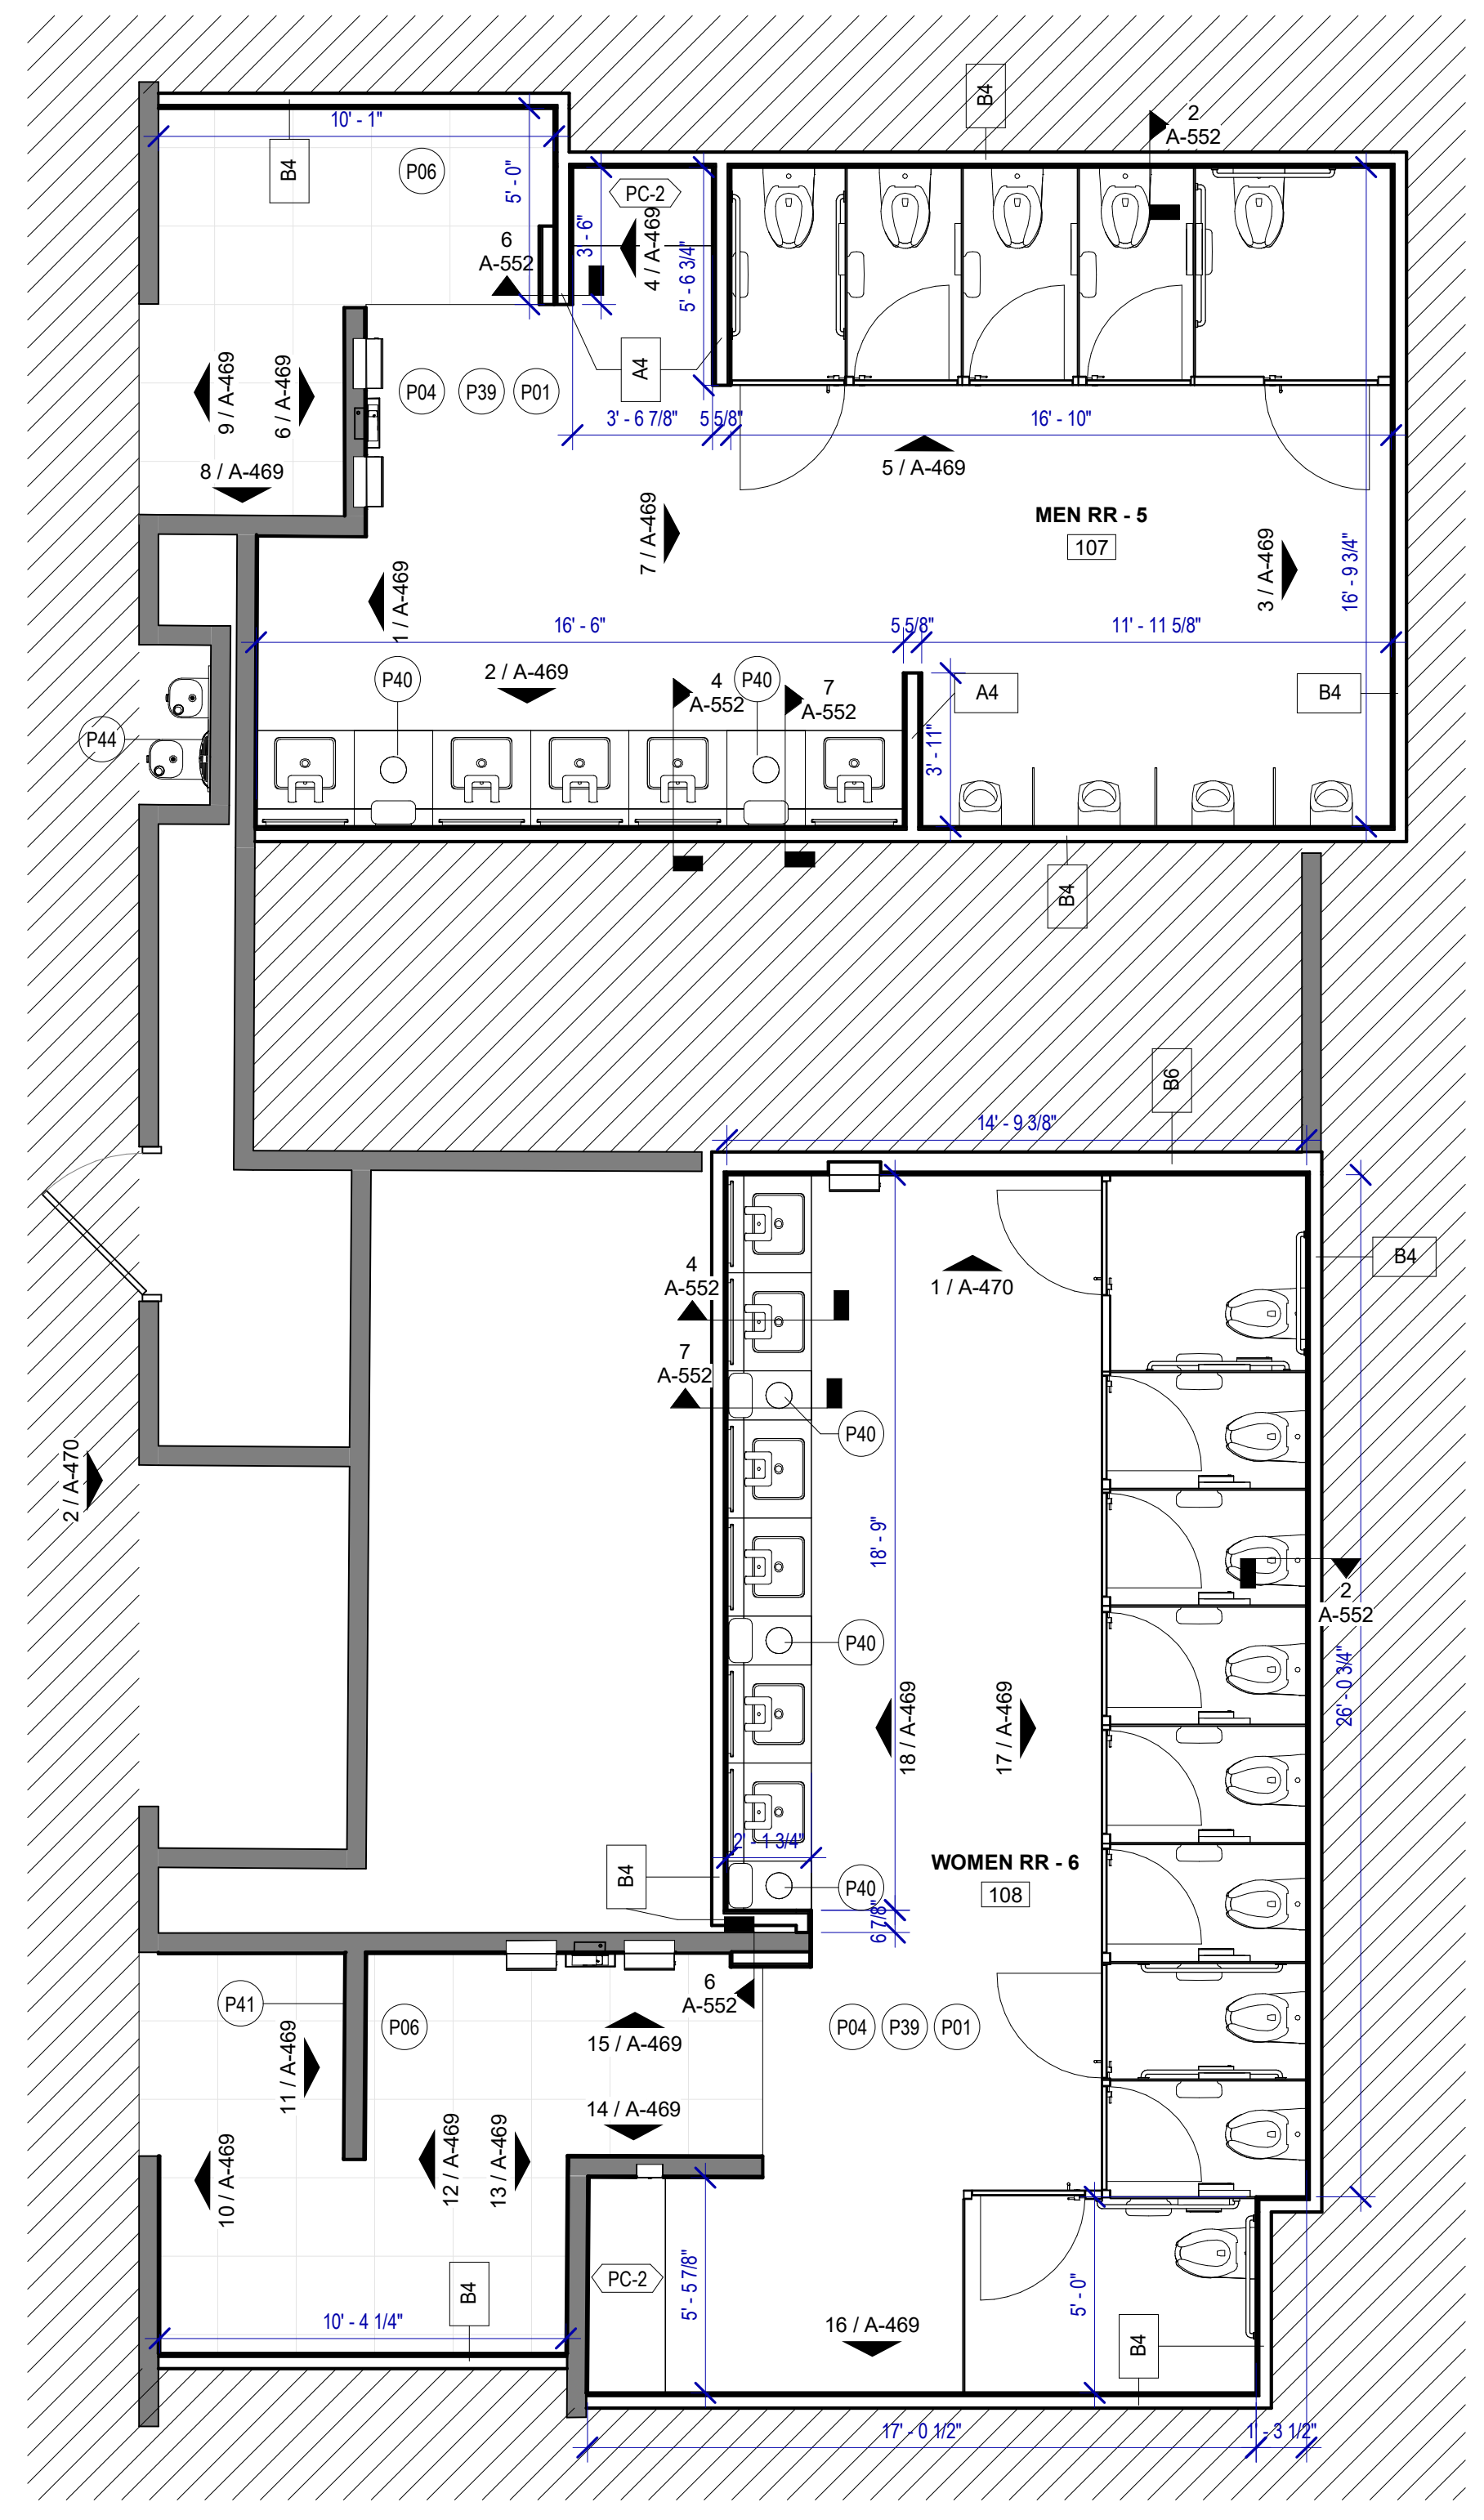 B4
2
A-552
10' - 1"
B4
P06
5' - 0"
PC-2
3' - 6"
4 / A-469
6
A-552
5' - 6 3/4"
A4
9 / A-469
6 / A-469
P04
P39
P01
3' - 6 7/8"
5 5/8"
16' - 10"
8 / A-469
5 / A-469
7 / A-469
MEN RR - 5
107
3 / A-469
16' - 9 3/4"
1 / A-469
16' - 6"
5 5/8"
11' - 11 5/8"
P40
2 / A-469
4
A-552
P40
7
A-552
A4
B4
P44
3' - 11"
B4
B6
14' - 9 3/8"
4
A-552
1 / A-470
B4
7
A-552
P40
2 / A-470
18' - 9"
2
A-552
P40
26' - 0 3/4"
18 / A-469
17 / A-469
2' - 1 3/4"
WOMEN RR - 6
108
B4
P40
6 7/8"
P41
P06
6
A-552
P04
P39
P01
11 / A-469
15 / A-469
14 / A-469
10 / A-469
12 / A-469
13 / A-469
B4
PC-2
5' - 5 7/8"
5' - 0"
10' - 4 1/4"
16 / A-469
B4
17' - 0 1/2"
1' - 3 1/2"